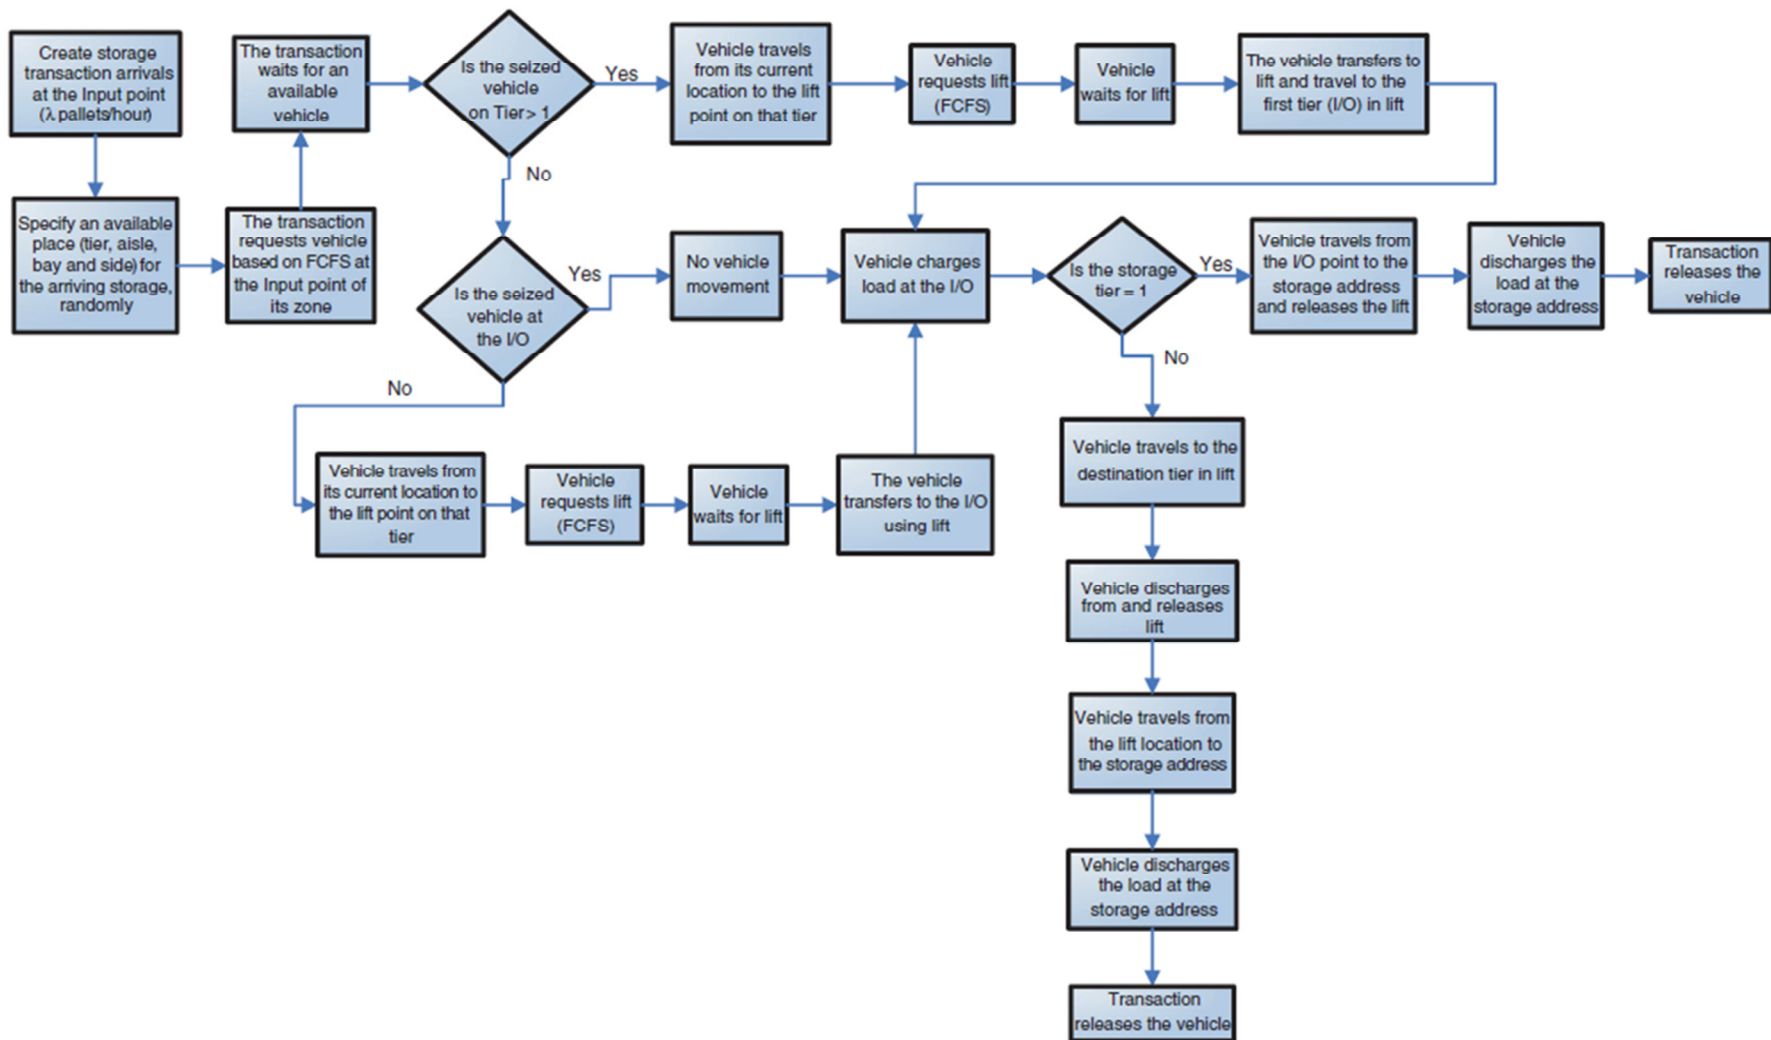 Create storage
transaction arrivals
at the Input point
(λ pallets/hour)
Specify an available
place (tier, aisle,
bay and side) for
the arriving storage,
randomly
The transaction
requests vehicle
based on FCFS at
the Input point of
its zone
The transaction
waits for an
available
vehicle
Is the seized
vehicle
on Tier> 1
Yes
No
Vehicle travels
from its current
location to the lift
point on that tier
Vehicle
requests lift
(FCFS)
Vehicle
waits for lift
The vehicle transfers to
lift and travel to the
first tier (I/O) in lift
Is the seized
vehicle at
the I/O
Yes
No
No vehicle
movement
Vehicle charges
load at the I/O
Vehicle travels from
its current location to
the lift point on that
tier
Vehicle
requests lift
(FCFS)
Vehicle
waits for lift
The vehicle
transfers to the I/O
using lift
Is the storage
tier = 1
Yes
No
Vehicle travels from
the I/O point to the
storage address
and releases the lift
Vehicle
discharges the
load at the
storage address
Transaction
releases the
vehicle
Vehicle travels to the
destination tier in lift
Vehicle discharges
from and releases
lift
Vehicle travels from
the lift location to
the storage address
Vehicle discharges
the load at the
storage address
Transaction
releases the vehicle